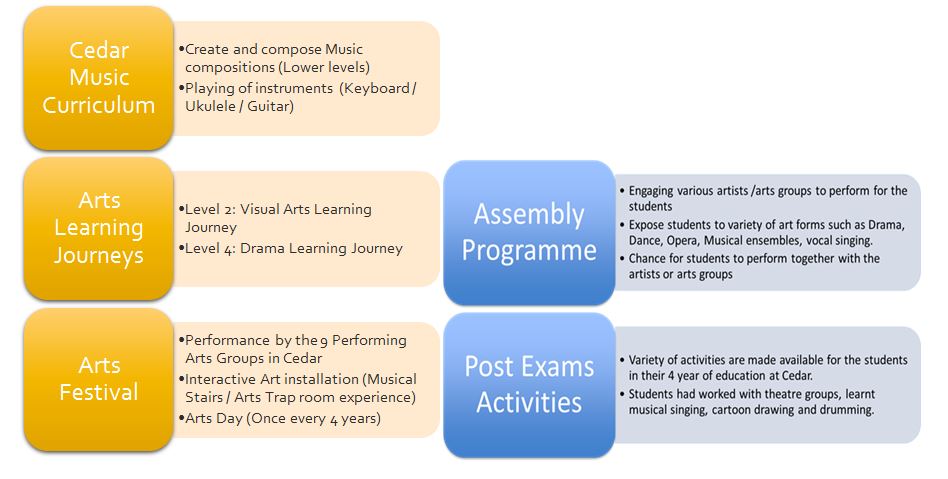 Cedar
Music
Curriculum
•Create and compose Music
compositions (Lower levels)
•Playing of instruments (Keyboard /
Ukulele / Guitar)
Arts
Learning
Journeys
•Level 2: Visual Arts Learning
Journey
•Level 4: Drama Learning Journey
Assembly
Programme
• Engaging various artists /arts groups to perform for the
students
• Expose students to variety of art forms such as Drama,
Dance, Opera, Musical ensembles, vocal singing.
• Chance for students to perform together with the
artists or arts groups
Arts
Festival
•Performance by the 9 Performing
Arts Groups in Cedar
•Interactive Art installation (Musical
Stairs / Arts Trap room experience)
•Arts Day (Once every 4 years)
Post Exams
Activities
• Variety of activities are made available for the students
in their 4 year of education at Cedar.
• Students had worked with theatre groups, learnt
musical singing, cartoon drawing and drumming.